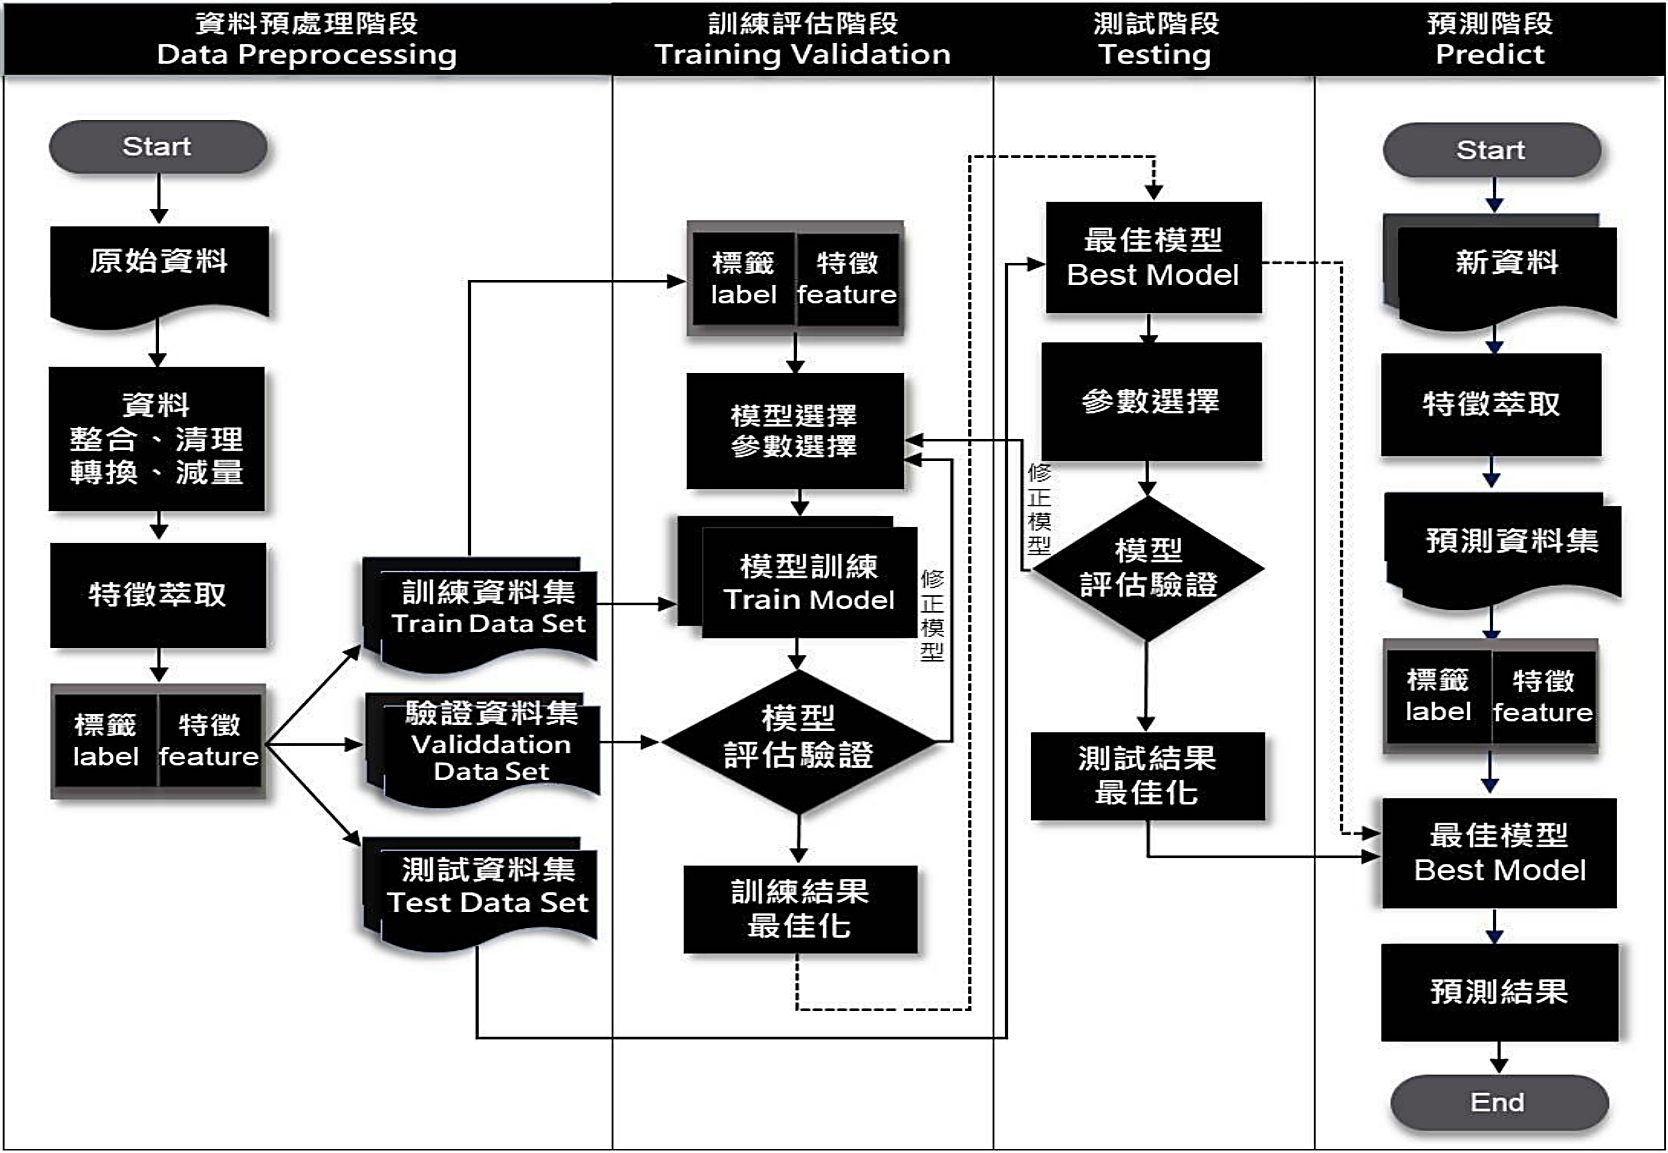 資料預處理階段
Data Preprocessing
訓練評估階段
Training Validation
測試階段
Testing
預測階段
Predict
Start
原始資料
資料
整合、清理
轉換、減量
特徵萃取
標籤
label
特徵
feature
訓練資料集
Train Data Set
驗證資料集
Validdation
Data Set
測試資料集
Test Data Set
標籤
label
特徵
feature
模型選擇
參數選擇
模型訓練
Train Model
修正模型
模型
評估驗證
訓練結果
最佳化
最佳模型
Best Model
參數選擇
修正模型
模型
評估驗證
測試結果
最佳化
Start
新資料
特徵萃取
預測資料集
標籤
label
特徵
feature
最佳模型
Best Model
預測結果
End